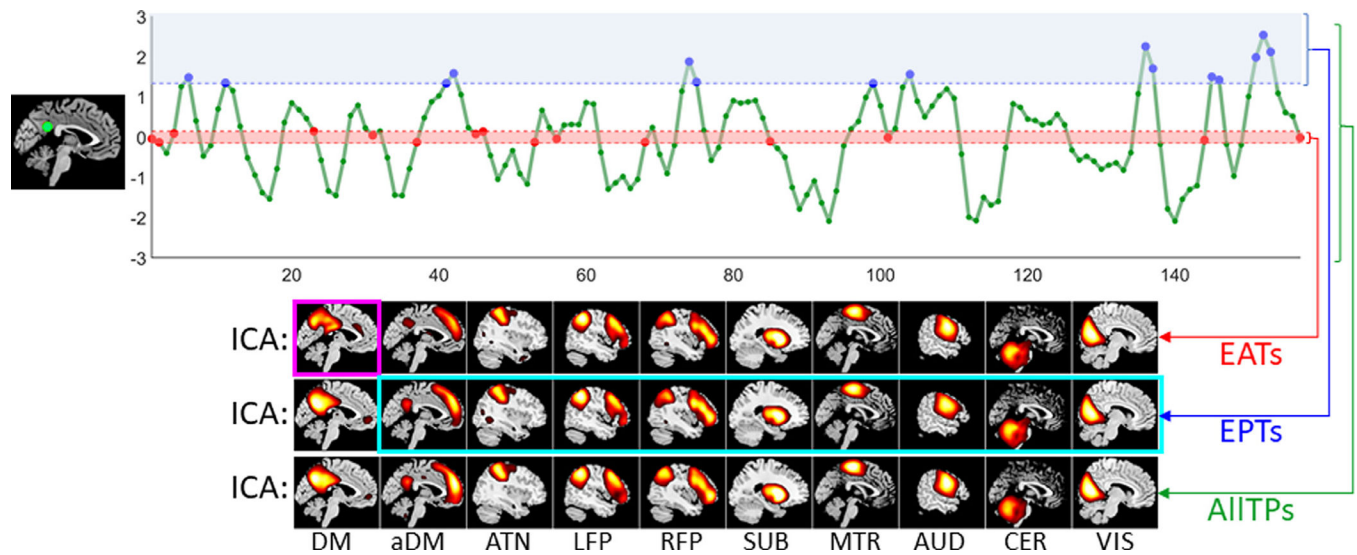 3
2
1
0
-1
-2
-3
20 40 60 80 100 120 140
ICA:
EATs
ICA:
EPTs
ICA:
AllTPs
DM aDM ATN LFP RFP SUB MTR AUD CER VIS